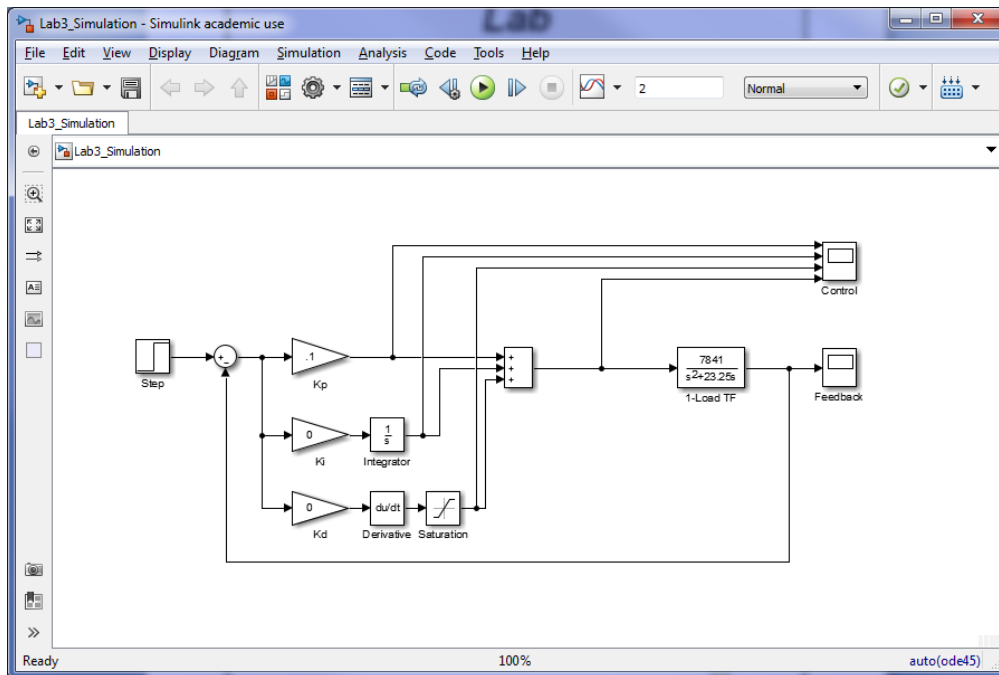 Lab
Lab3_Simulation - Simulink academic use
File Edit View Display Diagram Simulation Analysis Code Tools Help
2 Normal
Lab3_Simulation
Lab3_Simulation
Control
Step
+
-
.1
Kp
+
+
+
7841
s2+23.25s
1-Load TF
Feedback
0
Ki
1
s
Integrator
0
Kd
du/dt
Derivative
Saturation
Ready 100% auto(ode45)